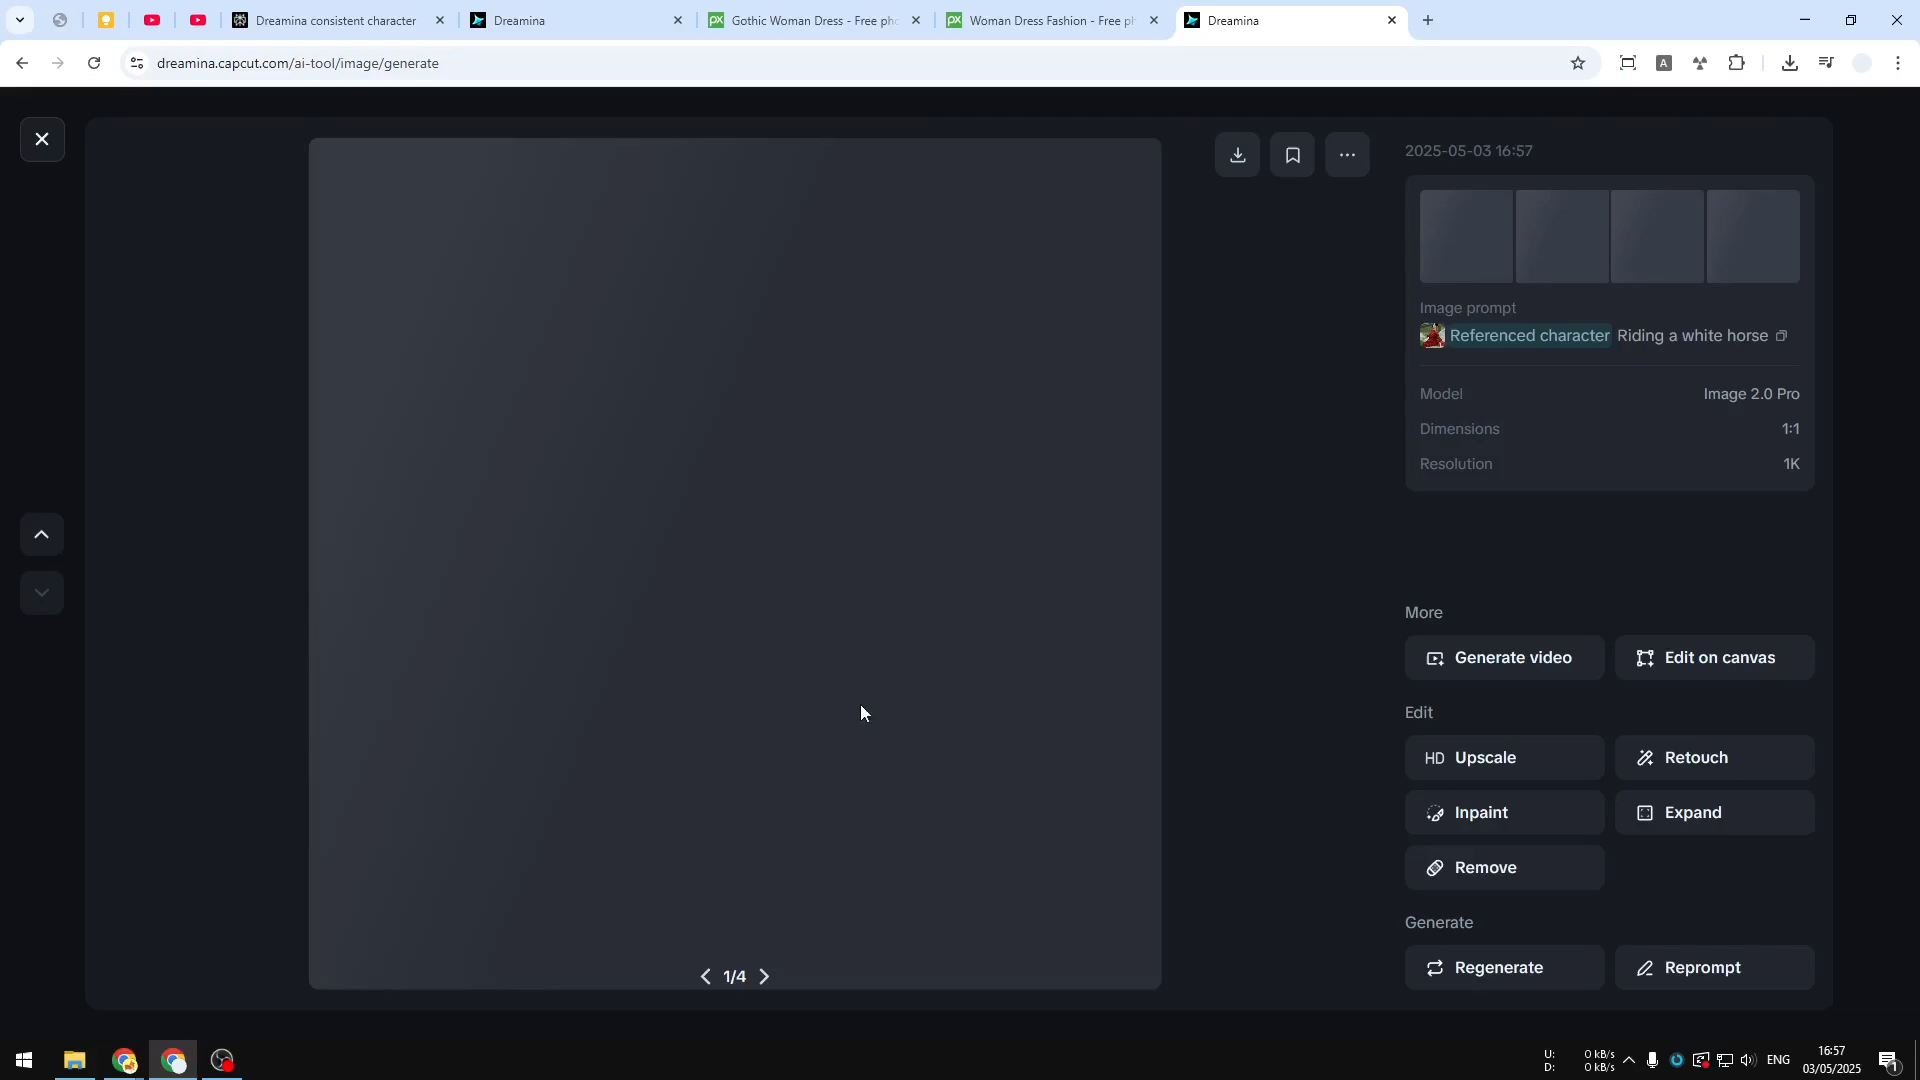 Dreamina consistent character
Dreamina
Gothic Woman Dress - Free pho
Woman Dress Fashion - Free ph
Dreamina
dreamina.capcut.com/ai-tool/image/generate
A
2025-05-03 16:57
Image prompt
Referenced character Riding a white horse
Model Image 2.0 Pro
Dimensions 1:1
Resolution 1K
More
Generate video
Edit on canvas
Edit
HD Upscale
Retouch
Inpaint
Expand
Remove
Generate
Regenerate
Reprompt
1/4
U: 0 kB/s
D: 0 kB/s
ENG
16:57
03/05/2025
1